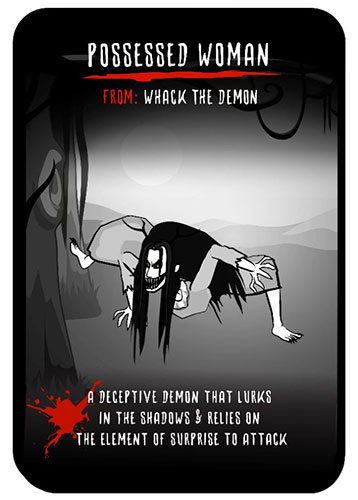 POSSESSED WOMAN
FROM: WHACK THE DEMON
A DECEPTIVE DEMON THAT LURKS
IN THE SHADOWS & RELIES ON
THE ELEMENT OF SURPRISE TO ATTACK